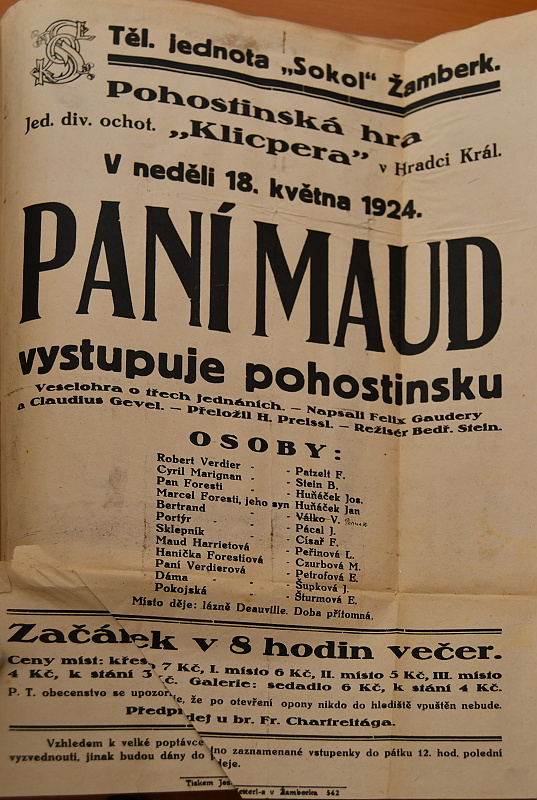 Těl. jednota „Sokol“ Žamberk.
Pohostinská hra
Jed. div. ochot. „Klicpera“ v Hradci Král.
V neděli 18. května 1924.
PANÍ MAUD
vystupuje pohostinsku
Veselohra o třech jednáních. — Napsali Felix Gaudery
a Claudius Gevel. — Přeložil H. Preissl. — Režisér Bedř. Stein.
OSOBY:
Robert Verdier - - Patzelt F.
Cyril Marignan - - Stein B.
Pan Foresti - - Huňáček Jos.
Marcel Foresti, jeho syn Huňáček Jan
Bertrand - - Válko V.
Portýr - - Pácal J.
Sklepník - - Císař F.
Maud Harrietová - Peřinová L.
Hanička Forestiová - Czurbová M.
Paní Verdierová - Petrofová E.
Dáma - - Šupková J.
Pokojská - - Šturmová E.
Místo děje: lázně Deauville. Doba přítomná.
Začátek v 8 hodin večer.
Ceny míst: 7 Kč, I. místo 6 Kč, II. místo 5 Kč, III. místo
4 Kč, k stání 3 Kč. Galerie: sedadlo 6 Kč, k stání 4 Kč.
P. T. obecenstvo se že po otevření opony nikdo do hlediště vpuštěn nebude.
u br. Fr. Charfreitága.
Vzhledem k velké poptávce zaznamenané vstupenky do pátku 12. hod. polední
vyzvednouti, jinak budou dány do
Tiskem v Žamberku 542